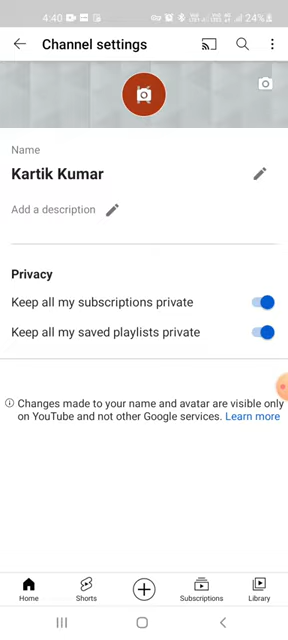 4:40 24%
Channel settings
Name
Kartik Kumar
Add a description
Privacy
Keep all my subscriptions private
Keep all my saved playlists private
Changes made to your name and avatar are visible only
on YouTube and not other Google services. Learn more
Home Shorts Subscriptions Library